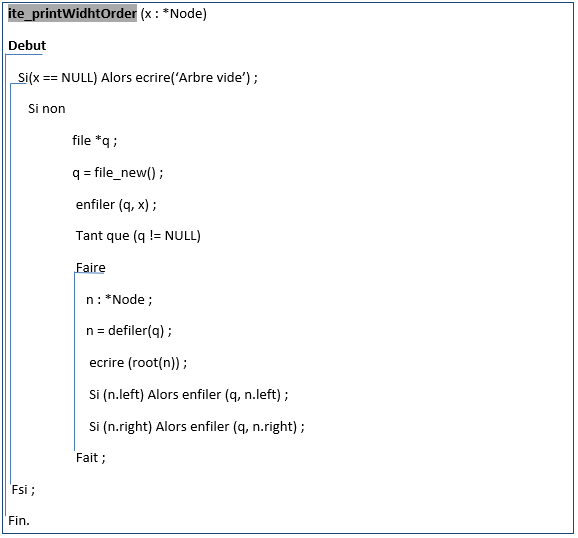 ite_printWidhtOrder (x : *Node)
Debut
Si(x == NULL) Alors ecrire(‘Arbre vide’) ;
Si non
file *q ;
q = file_new() ;
enfiler (q, x) ;
Tant que (q != NULL)
Faire
n : *Node ;
n = defiler(q) ;
ecrire (root(n)) ;
Si (n.left) Alors enfiler (q, n.left) ;
Si (n.right) Alors enfiler (q, n.right) ;
Fait ;
Fsi ;
Fin.